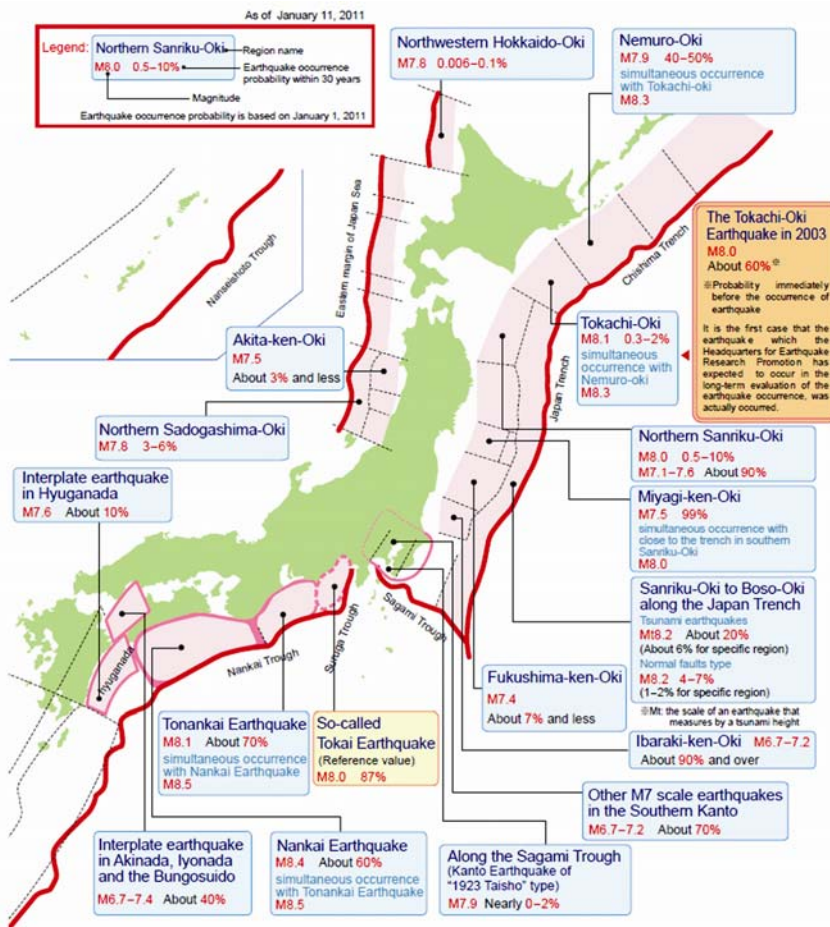 As of January 11, 2011
Legend:
Northern Sanriku-Oki
M8.0 0.5-10%
Region name
Earthquake occurrence
probability within 30 years
Magnitude
Earthquake occurrence probability is based on January 1, 2011
Northwestern Hokkaido-Oki
M7.8 0.006-0.1%
Nemuro-Oki
M7.9 40-50%
simultaneous occurrence
with Tokachi-oki
M8.3
Nanseishoto Trough
Eastern margin of Japan Sea
Chishima Trench
Japan Trench
The Tokachi-Oki
Earthquake in 2003
M8.0
About 60%※
※Probability immediately
before the occurrence of
earthquake
It is the first case that the
earthquake which the
Headquarters for Earthquake
Research Promotion has
expected to occur in the
long-term evaluation of the
earthquake occurrence, was
actually occurred.
Tokachi-Oki
M8.1 0.3-2%
simultaneous
occurrence with
Nemuro-oki
M8.3
Akita-ken-Oki
M7.5
About 3% and less
Northern Sadogashima-Oki
M7.8 3-6%
Northern Sanriku-Oki
M8.0 0.5-10%
M7.1-7.6 About 90%
Interplate earthquake
in Hyuganada
M7.6 About 10%
Miyagi-ken-Oki
M7.5 99%
simultaneous occurrence with
close to the trench in southern
Sanriku-Oki
M8.0
Sanriku-Oki to Boso-Oki
along the Japan Trench
Tsunami earthquakes
Mt8.2 About 20%
(About 6% for specific region)
Normal faults type
M8.2 4-7%
(1-2% for specific region)
※Mt: the scale of an earthquake that
measures by a tsunami height
Hyuganada
Nankai Trough
Suruga Trough
Sagami Trough
Fukushima-ken-Oki
M7.4
About 7% and less
Tonankai Earthquake
M8.1 About 70%
simultaneous occurrence
with Nankai Earthquake
M8.5
So-called
Tokai Earthquake
(Reference value)
M8.0 87%
Ibaraki-ken-Oki M6.7-7.2
About 90% and over
Other M7 scale earthquakes
in the Southern Kanto
M6.7-7.2 About 70%
Interplate earthquake
in Akinada, Iyonada
and the Bungosuido
M6.7-7.4 About 40%
Nankai Earthquake
M8.4 About 60%
simultaneous occurrence
with Tonankai Earthquake
M8.5
Along the Sagami Trough
(Kanto Earthquake of
"1923 Taisho" type)
M7.9 Nearly 0-2%